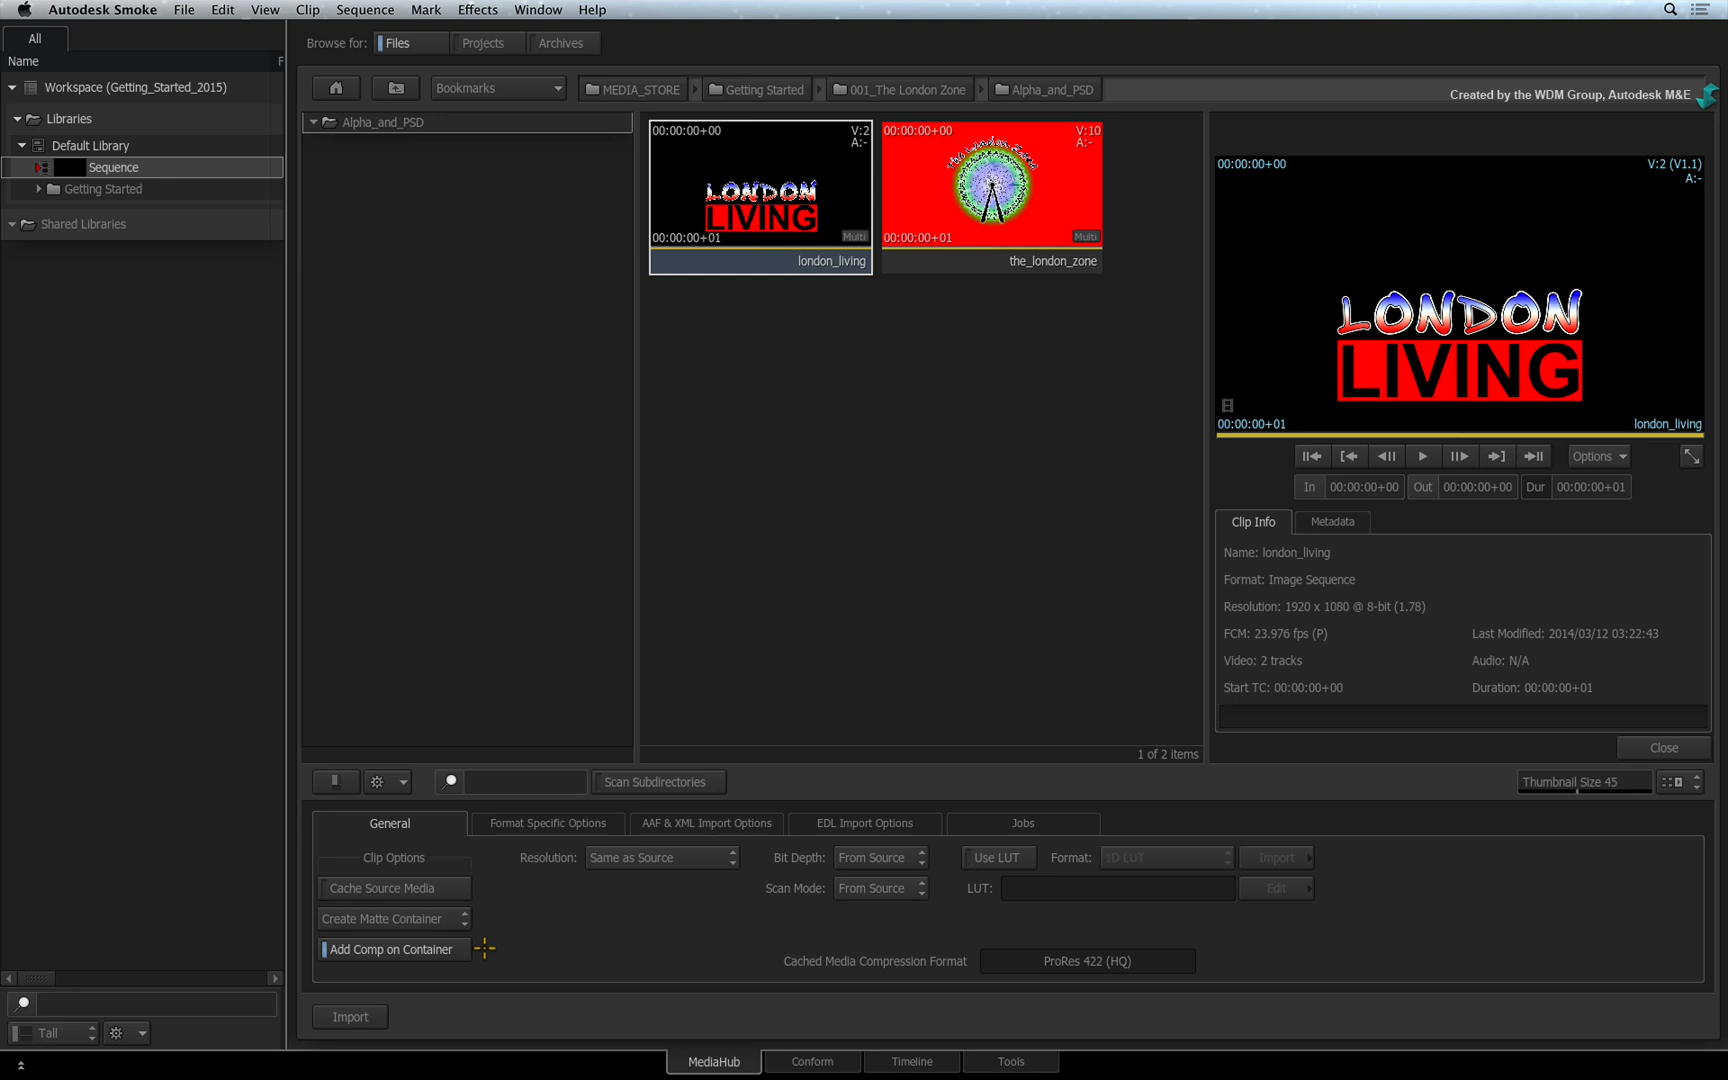 Autodesk Smoke File Edit View Clip Sequence Mark Effects Window Help
All
Name F
Workspace (Getting_Started_2015)
Libraries
Default Library
Sequence
Getting Started
Shared Libraries
Tall
Browse for: Files Projects Archives
Bookmarks MEDIA_STORE Getting Started 001_The London Zone Alpha_and_PSD
Created by the WDM Group, Autodesk M&E
Alpha_and_PSD
00:00:00+00 V:2
A:-
LONDON
LIVING
00:00:00+01 Multi
london_living
00:00:00+00 V:10
A:-
The London Zone
00:00:00+01 Multi
the_london_zone
1 of 2 items
00:00:00+00 V:2 (V1.1)
A:-
LONDON
LIVING
00:00:00+01 london_living
Options
In 00:00:00+00 Out 00:00:00+00 Dur 00:00:00+01
Clip Info Metadata
Name: london_living
Format: Image Sequence
Resolution: 1920 x 1080 @ 8-bit (1.78)
FCM: 23.976 fps (P) Last Modified: 2014/03/12 03:22:43
Video: 2 tracks Audio: N/A
Start TC: 00:00:00+00 Duration: 00:00:00+01
Close
Scan Subdirectories Thumbnail Size 45
General Format Specific Options AAF & XML Import Options EDL Import Options Jobs
Clip Options Resolution: Same as Source Bit Depth: From Source Use LUT Format: 1D LUT Import
Cache Source Media Scan Mode: From Source LUT: Edit
Create Matte Container
Add Comp on Container
Cached Media Compression Format ProRes 422 (HQ)
Import
MediaHub Conform Timeline Tools